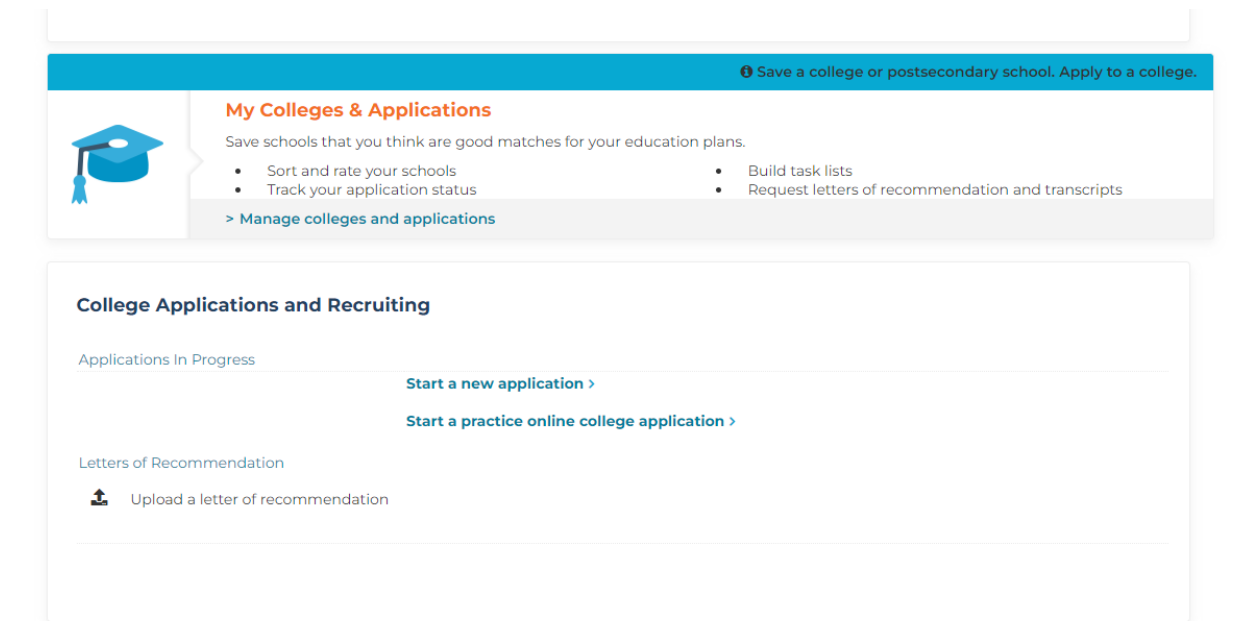 Save a college or postsecondary school. Apply to a college.
My Colleges & Applications
Save schools that you think are good matches for your education plans.
• Sort and rate your schools
• Track your application status
• Build task lists
• Request letters of recommendation and transcripts
> Manage colleges and applications
College Applications and Recruiting
Applications In Progress
Start a new application >
Start a practice online college application >
Letters of Recommendation
Upload a letter of recommendation